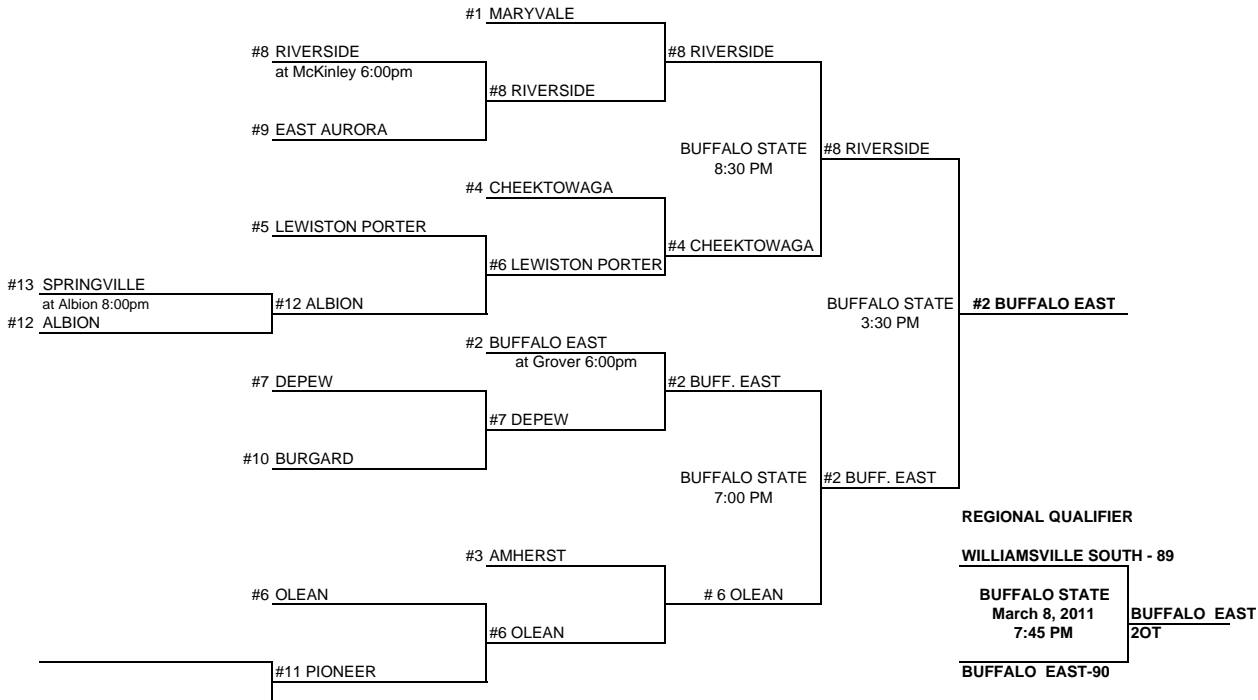 #1 MARYVALE
#8 RIVERSIDE
#8 RIVERSIDE
at McKinley 6:00pm
#8 RIVERSIDE
#9 EAST AURORA
BUFFALO STATE
8:30 PM
#8 RIVERSIDE
#4 CHEEKTOWAGA
#5 LEWISTON PORTER
#4 CHEEKTOWAGA
#6 LEWISTON PORTER
#13 SPRINGVILLE
at Albion 8:00pm
#12 ALBION
#12 ALBION
BUFFALO STATE
3:30 PM
#2 BUFFALO EAST
#2 BUFFALO EAST
at Grover 6:00pm
#7 DEPEW
#2 BUFF. EAST
#7 DEPEW
#10 BURGARD
BUFFALO STATE
7:00 PM
#2 BUFF. EAST
REGIONAL QUALIFIER
#3 AMHERST
WILLIAMSVILLE SOUTH - 89
#6 OLEAN
# 6 OLEAN
BUFFALO STATE
March 8, 2011
7:45 PM
BUFFALO EAST
2OT
#6 OLEAN
#11 PIONEER
BUFFALO EAST-90